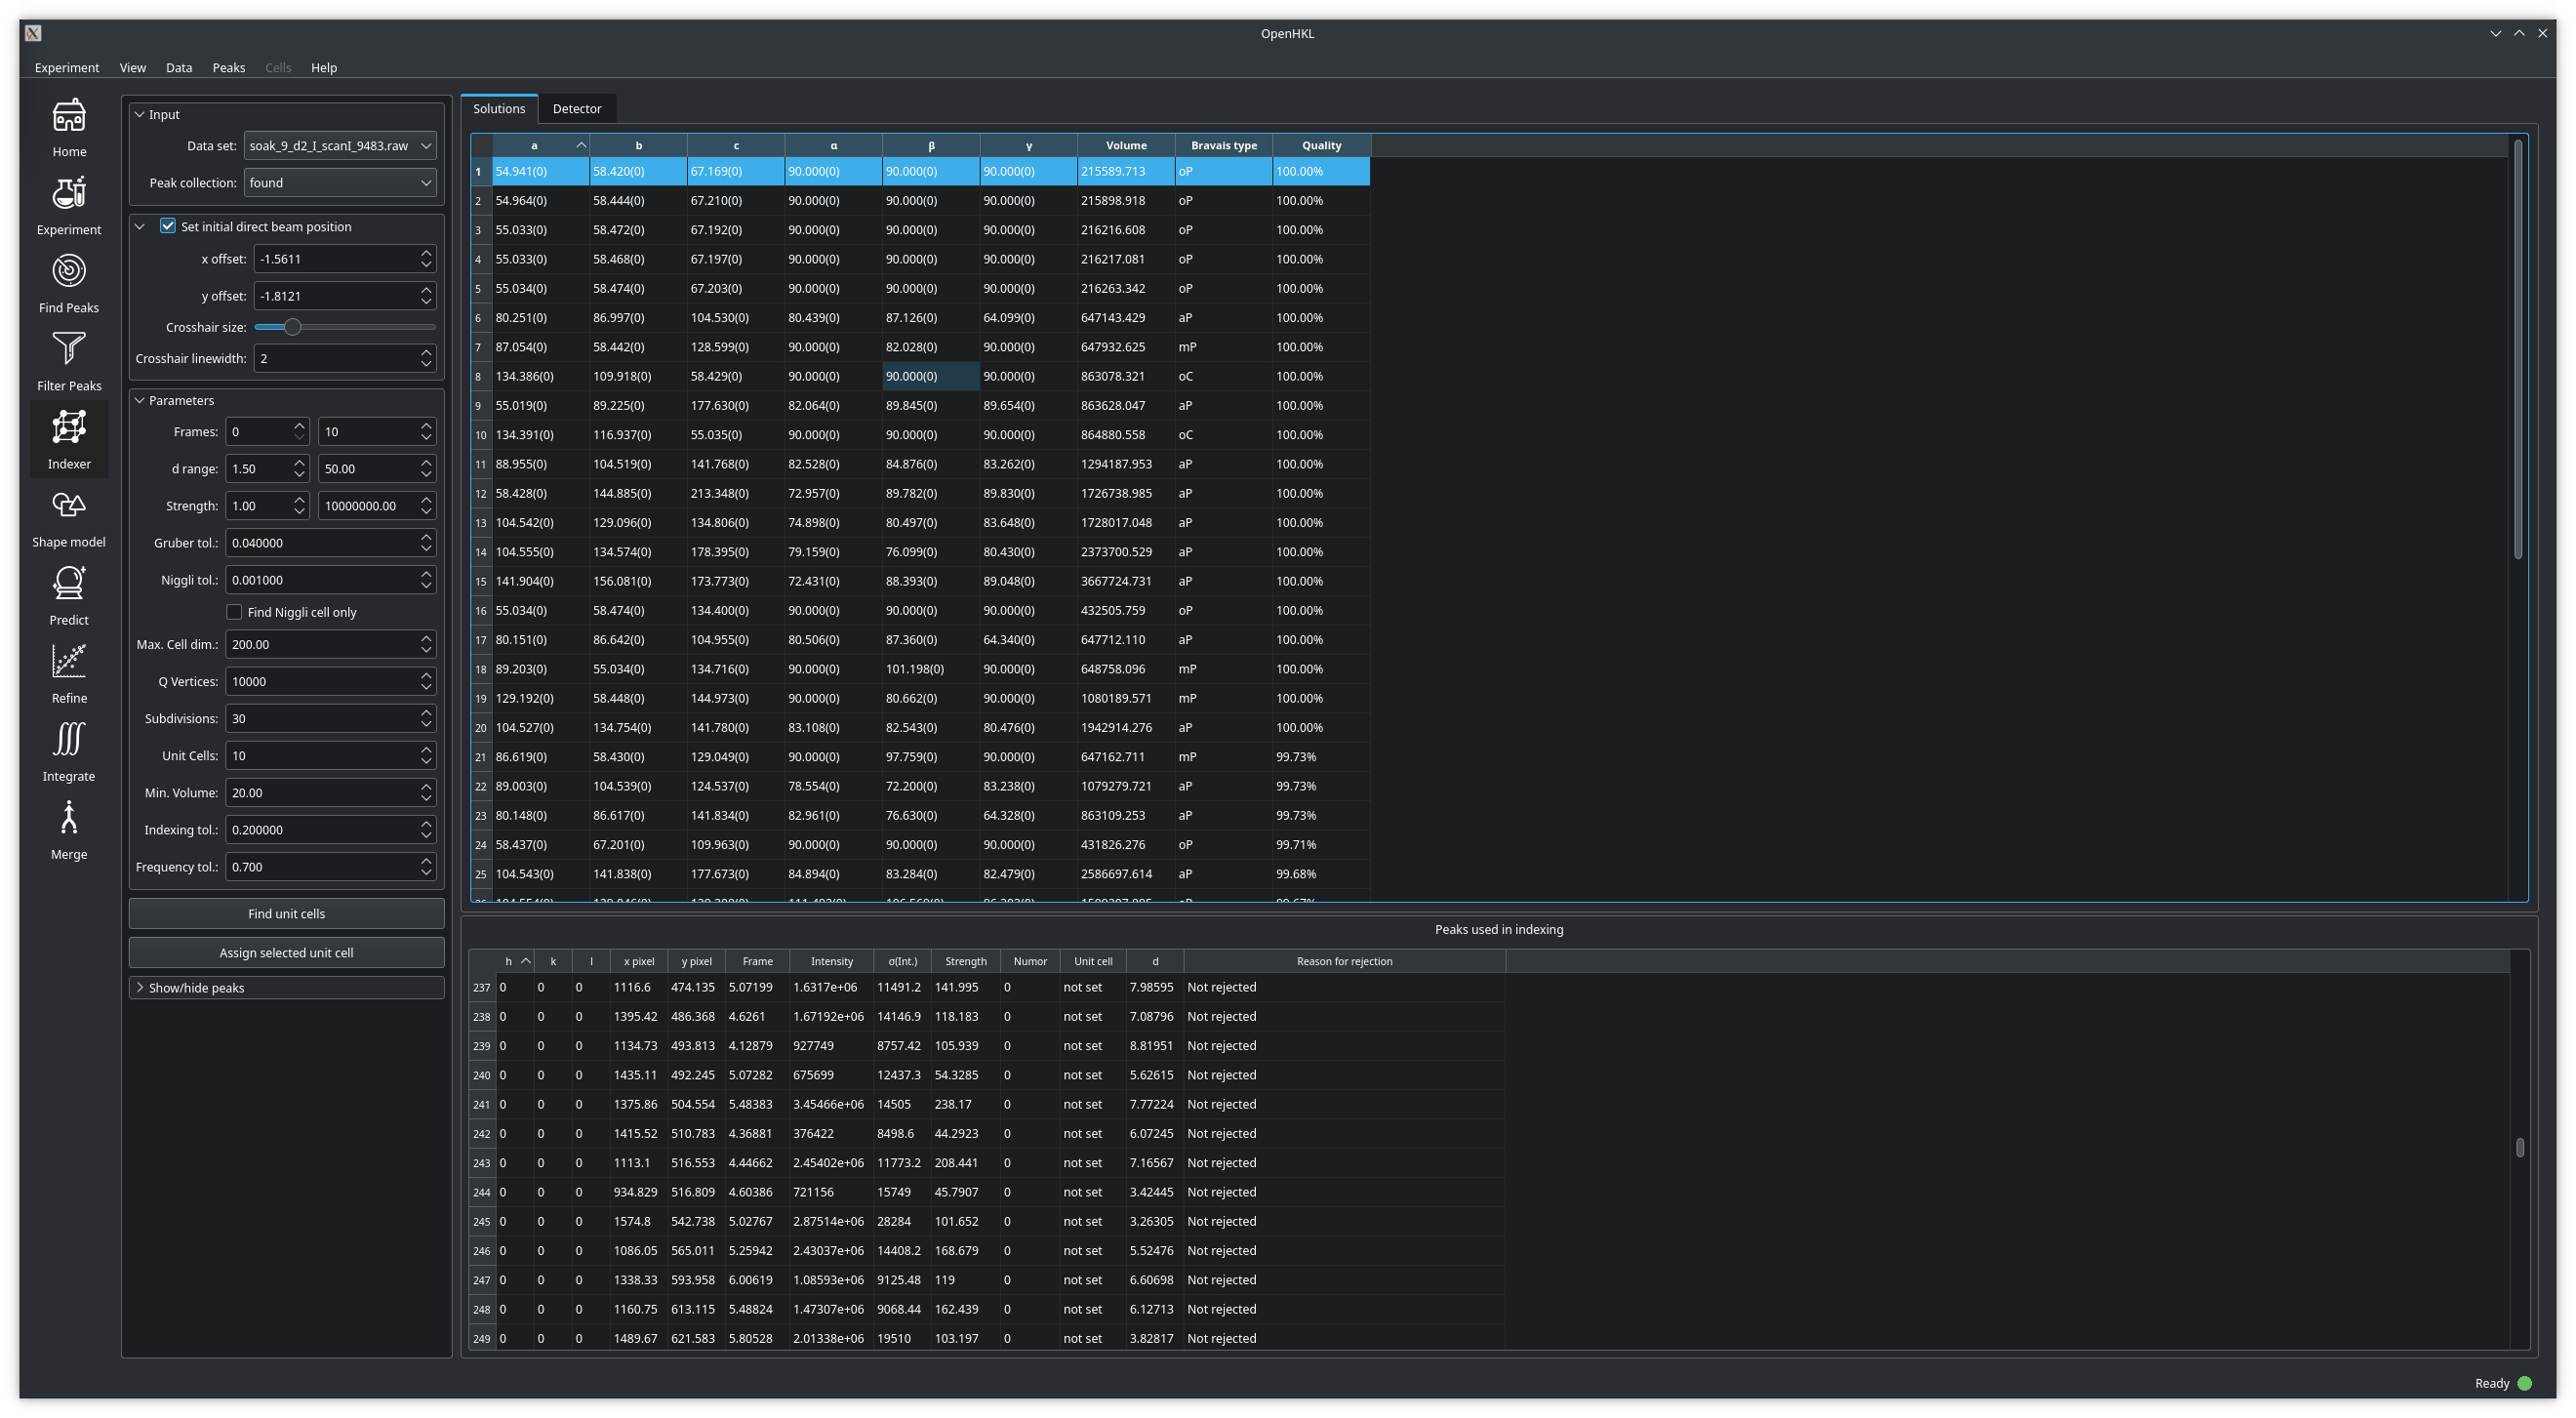 OpenHKL
Experiment View Data Peaks Cells Help
Home
Experiment
Find Peaks
Filter Peaks
Indexer
Shape model
Predict
Refine
Integrate
Merge
Input
Data set: soak_9_d2_I_scanI_9483.raw
Peak collection: found
Set initial direct beam position
x offset: -1.5611
y offset: -1.8121
Crosshair size:
Crosshair linewidth: 2
Parameters
Frames: 0 10
d range: 1.50 50.00
Strength: 1.00 10000000.00
Gruber tol.: 0.040000
Niggli tol.: 0.001000
Find Niggli cell only
Max. Cell dim.: 200.00
Q Vertices: 10000
Subdivisions: 30
Unit Cells: 10
Min. Volume: 20.00
Indexing tol.: 0.200000
Frequency tol.: 0.700
Find unit cells
Assign selected unit cell
Show/hide peaks
Solutions Detector
a b c α β γ Volume Bravais type Quality
1 54.941(0) 58.420(0) 67.169(0) 90.000(0) 90.000(0) 90.000(0) 215589.713 oP 100.00%
2 54.964(0) 58.444(0) 67.210(0) 90.000(0) 90.000(0) 90.000(0) 215898.918 oP 100.00%
3 55.033(0) 58.472(0) 67.192(0) 90.000(0) 90.000(0) 90.000(0) 216216.608 oP 100.00%
4 55.033(0) 58.468(0) 67.197(0) 90.000(0) 90.000(0) 90.000(0) 216217.081 oP 100.00%
5 55.034(0) 58.474(0) 67.203(0) 90.000(0) 90.000(0) 90.000(0) 216263.342 oP 100.00%
6 80.251(0) 86.997(0) 104.530(0) 80.439(0) 87.126(0) 64.099(0) 647143.429 aP 100.00%
7 87.054(0) 58.442(0) 128.599(0) 90.000(0) 82.028(0) 90.000(0) 647932.625 mP 100.00%
8 134.386(0) 109.918(0) 58.429(0) 90.000(0) 90.000(0) 90.000(0) 863078.321 oC 100.00%
9 55.019(0) 89.225(0) 177.630(0) 82.064(0) 89.845(0) 89.654(0) 863628.047 aP 100.00%
10 134.391(0) 116.937(0) 55.035(0) 90.000(0) 90.000(0) 90.000(0) 864880.558 oC 100.00%
11 88.955(0) 104.519(0) 141.768(0) 82.528(0) 84.876(0) 83.262(0) 1294187.953 aP 100.00%
12 58.428(0) 144.885(0) 213.348(0) 72.957(0) 89.782(0) 89.830(0) 1726738.985 aP 100.00%
13 104.542(0) 129.096(0) 134.806(0) 74.898(0) 80.497(0) 83.648(0) 1728017.048 aP 100.00%
14 104.555(0) 134.574(0) 178.395(0) 79.159(0) 76.099(0) 80.430(0) 2373700.529 aP 100.00%
15 141.904(0) 156.081(0) 173.773(0) 72.431(0) 88.393(0) 89.048(0) 3667724.731 aP 100.00%
16 55.034(0) 58.474(0) 134.400(0) 90.000(0) 90.000(0) 90.000(0) 432505.759 oP 100.00%
17 80.151(0) 86.642(0) 104.955(0) 80.506(0) 87.360(0) 64.340(0) 647712.110 aP 100.00%
18 89.203(0) 55.034(0) 134.716(0) 90.000(0) 101.198(0) 90.000(0) 648758.096 mP 100.00%
19 129.192(0) 58.448(0) 144.973(0) 90.000(0) 80.662(0) 90.000(0) 1080189.571 mP 100.00%
20 104.527(0) 134.754(0) 141.780(0) 83.108(0) 82.543(0) 80.476(0) 1942914.276 aP 100.00%
21 86.619(0) 58.430(0) 129.049(0) 90.000(0) 97.759(0) 90.000(0) 647162.711 mP 99.73%
22 89.003(0) 104.539(0) 124.537(0) 78.554(0) 72.200(0) 83.238(0) 1079279.721 aP 99.73%
23 80.148(0) 86.617(0) 141.834(0) 82.961(0) 76.630(0) 64.328(0) 863109.253 aP 99.73%
24 58.437(0) 67.201(0) 109.963(0) 90.000(0) 90.000(0) 90.000(0) 431826.276 oP 99.71%
25 104.543(0) 141.838(0) 177.673(0) 84.894(0) 83.284(0) 82.479(0) 2586697.614 aP 99.68%
Peaks used in indexing
h k l x pixel y pixel Frame Intensity σ(Int.) Strength Numor Unit cell d Reason for rejection
237 0 0 0 1116.6 474.135 5.07199 1.6317e+06 11491.2 141.995 0 not set 7.98595 Not rejected
238 0 0 0 1395.42 486.368 4.6261 1.67192e+06 14146.9 118.183 0 not set 7.08796 Not rejected
239 0 0 0 1134.73 493.813 4.12879 927749 8757.42 105.939 0 not set 8.81951 Not rejected
240 0 0 0 1435.11 492.245 5.07282 675699 12437.3 54.3285 0 not set 5.62615 Not rejected
241 0 0 0 1375.86 504.554 5.48383 3.45466e+06 14505 238.17 0 not set 7.77224 Not rejected
242 0 0 0 1415.52 510.783 4.36881 376422 8498.6 44.2923 0 not set 6.07245 Not rejected
243 0 0 0 1113.1 516.553 4.44662 2.45402e+06 11773.2 208.441 0 not set 7.16567 Not rejected
244 0 0 0 934.829 516.809 4.60386 721156 15749 45.7907 0 not set 3.42445 Not rejected
245 0 0 0 1574.8 542.738 5.02767 2.87514e+06 28284 101.652 0 not set 3.26305 Not rejected
246 0 0 0 1086.05 565.011 5.25942 2.43037e+06 14408.2 168.679 0 not set 5.52476 Not rejected
247 0 0 0 1338.33 593.958 6.00619 1.08593e+06 9125.48 119 0 not set 6.60698 Not rejected
248 0 0 0 1160.75 613.115 5.48824 1.47307e+06 9068.44 162.439 0 not set 6.12713 Not rejected
249 0 0 0 1489.67 621.583 5.80528 2.01338e+06 19510 103.197 0 not set 3.82817 Not rejected
Ready